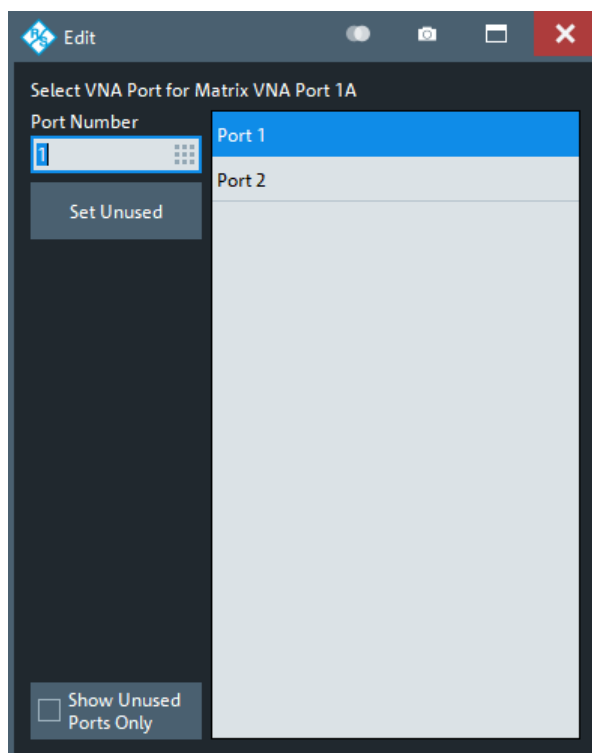 Edit
Select VNA Port for Matrix VNA Port 1A
Port Number
1
Set Unused
Port 1
Port 2
Show Unused
Ports Only